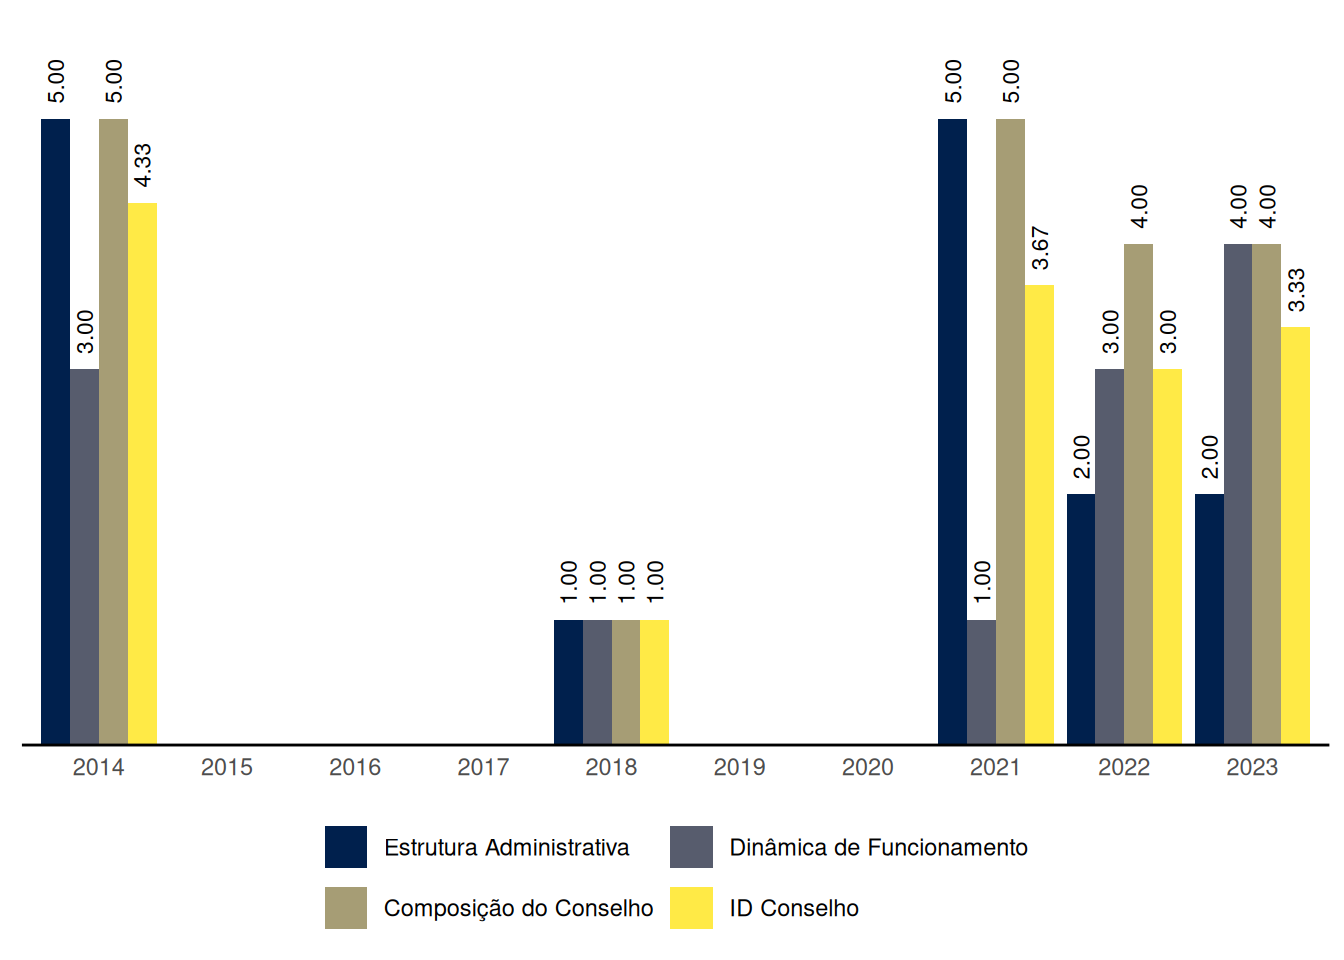 5.00 3.00 5.00 4.33 1.00 1.00 1.00 1.00 5.00 1.00 5.00 3.67 2.00 3.00 4.00 3.00 2.00 4.00 4.00 3.33
2014 2015 2016 2017 2018 2019 2020 2021 2022 2023
Estrutura Administrativa Dinâmica de Funcionamento
Composição do Conselho ID Conselho